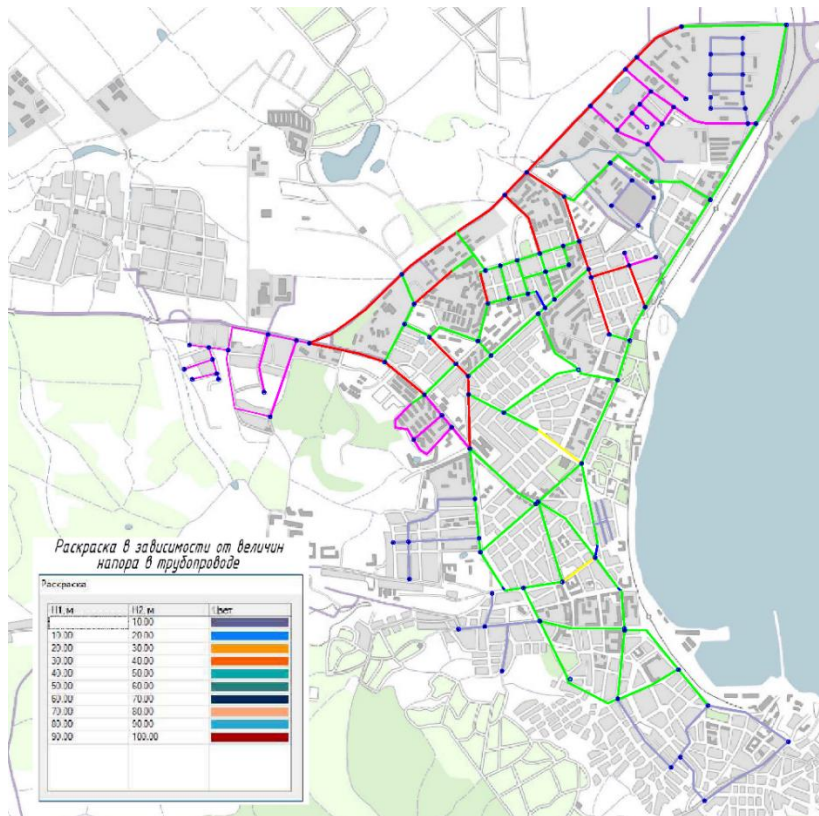 Раскраска в зависимости от величин
напора в трубопроводе
Раскраска
H1, м H2, м Цвет
10.00
10.00 20.00
20.00 30.00
30.00 40.00
40.00 50.00
50.00 60.00
60.00 70.00
70.00 80.00
80.00 90.00
90.00 100.00